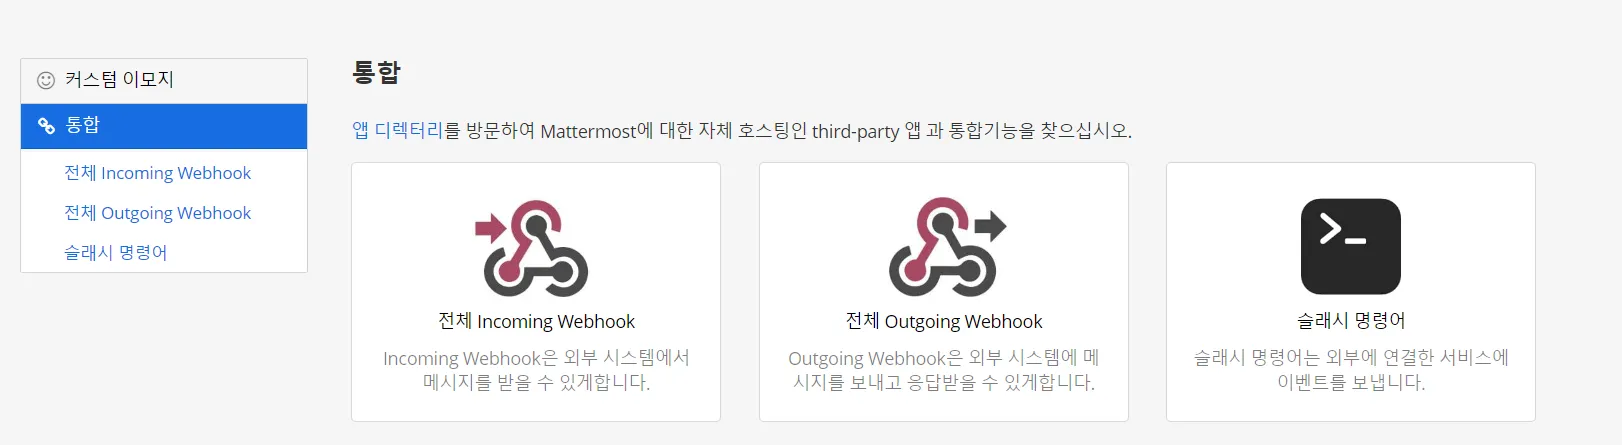 커스텀 이모지
통합
전체 Incoming Webhook
전체 Outgoing Webhook
슬래시 명령어
통합
앱 디렉터리를 방문하여 Mattermost에 대한 자체 호스팅인 third-party 앱 과 통합기능을 찾으십시오.
전체 Incoming Webhook
Incoming Webhook은 외부 시스템에서
메시지를 받을 수 있게합니다.
전체 Outgoing Webhook
Outgoing Webhook은 외부 시스템에 메
시지를 보내고 응답받을 수 있게합니다.
슬래시 명령어
슬래시 명령어는 외부에 연결한 서비스에
이벤트를 보냅니다.